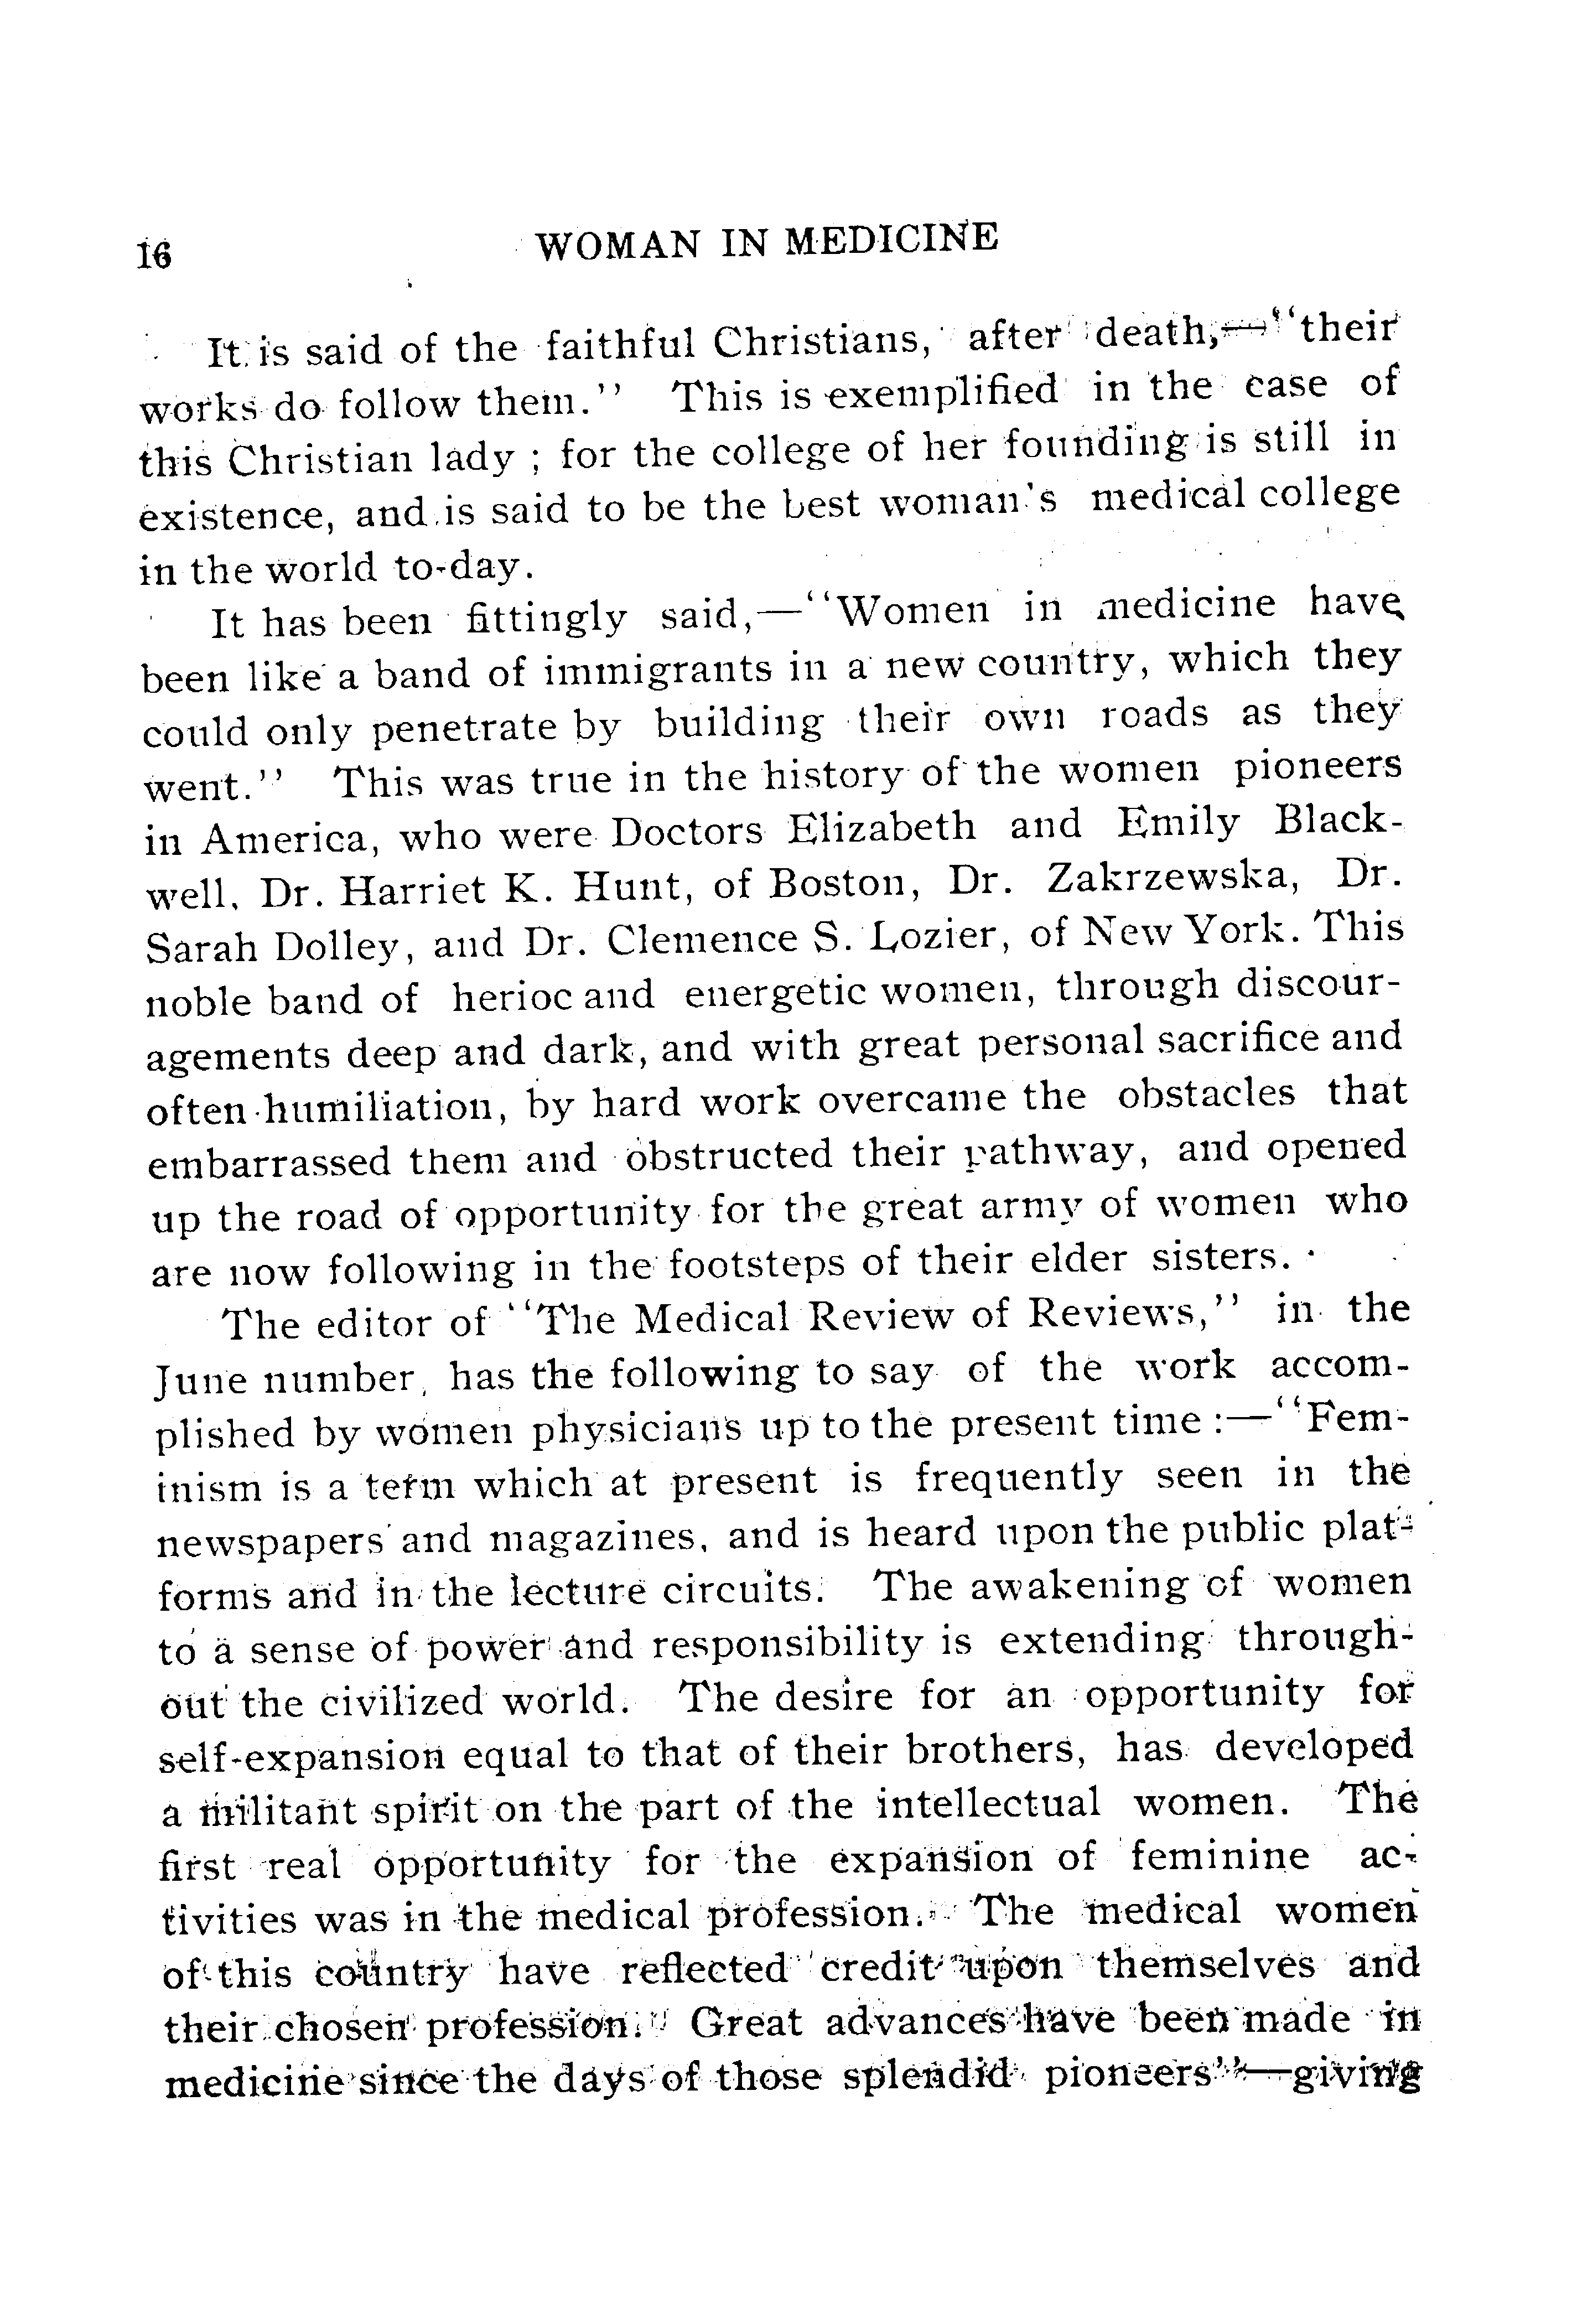 16 WOMAN IN MEDICINE
It is said of the faithful Christians, after death,—"their
works do follow them." This is exemplified in the case of
this Christian lady ; for the college of her founding is still in
existence, and is said to be the best woman's medical college
in the world to-day.
It has been fittingly said,—"Women in medicine have
been like a band of immigrants in a new country, which they
could only penetrate by building their own roads as they
went." This was true in the history of the women pioneers
in America, who were Doctors Elizabeth and Emily Black-
well, Dr. Harriet K. Hunt, of Boston, Dr. Zakrzewska, Dr.
Sarah Dolley, and Dr. Clemence S. Lozier, of New York. This
noble band of herioc and energetic women, through discour-
agements deep and dark, and with great personal sacrifice and
often humiliation, by hard work overcame the obstacles that
embarrassed them and obstructed their pathway, and opened
up the road of opportunity for the great army of women who
are now following in the footsteps of their elder sisters.
The editor of "The Medical Review of Reviews," in the
June number, has the following to say of the work accom-
plished by women physicians up to the present time :—"Fem-
inism is a term which at present is frequently seen in the
newspapers and magazines, and is heard upon the public plat-
forms and in the lecture circuits. The awakening of women
to a sense of power and responsibility is extending through-
out the civilized world. The desire for an opportunity for
self-expansion equal to that of their brothers, has developed
a militant spirit on the part of the intellectual women. The
first real opportunity for the expansion of feminine ac-
tivities was in the medical profession. The medical women
of this country have reflected credit upon themselves and
their chosen profession." Great advances have been made in
medicine since the days of those splendid pioneers"—giving